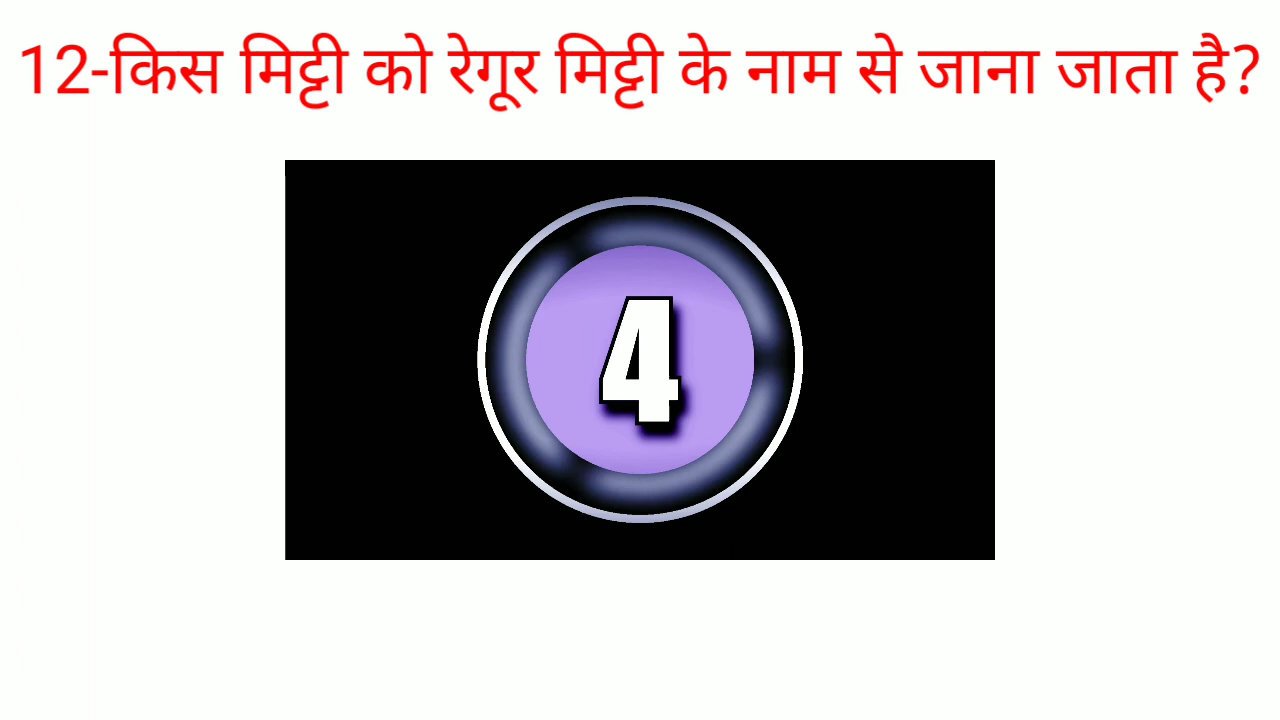 12-किस मिट्टी को रेगूर मिट्टी के नाम से जाना जाता है?
4